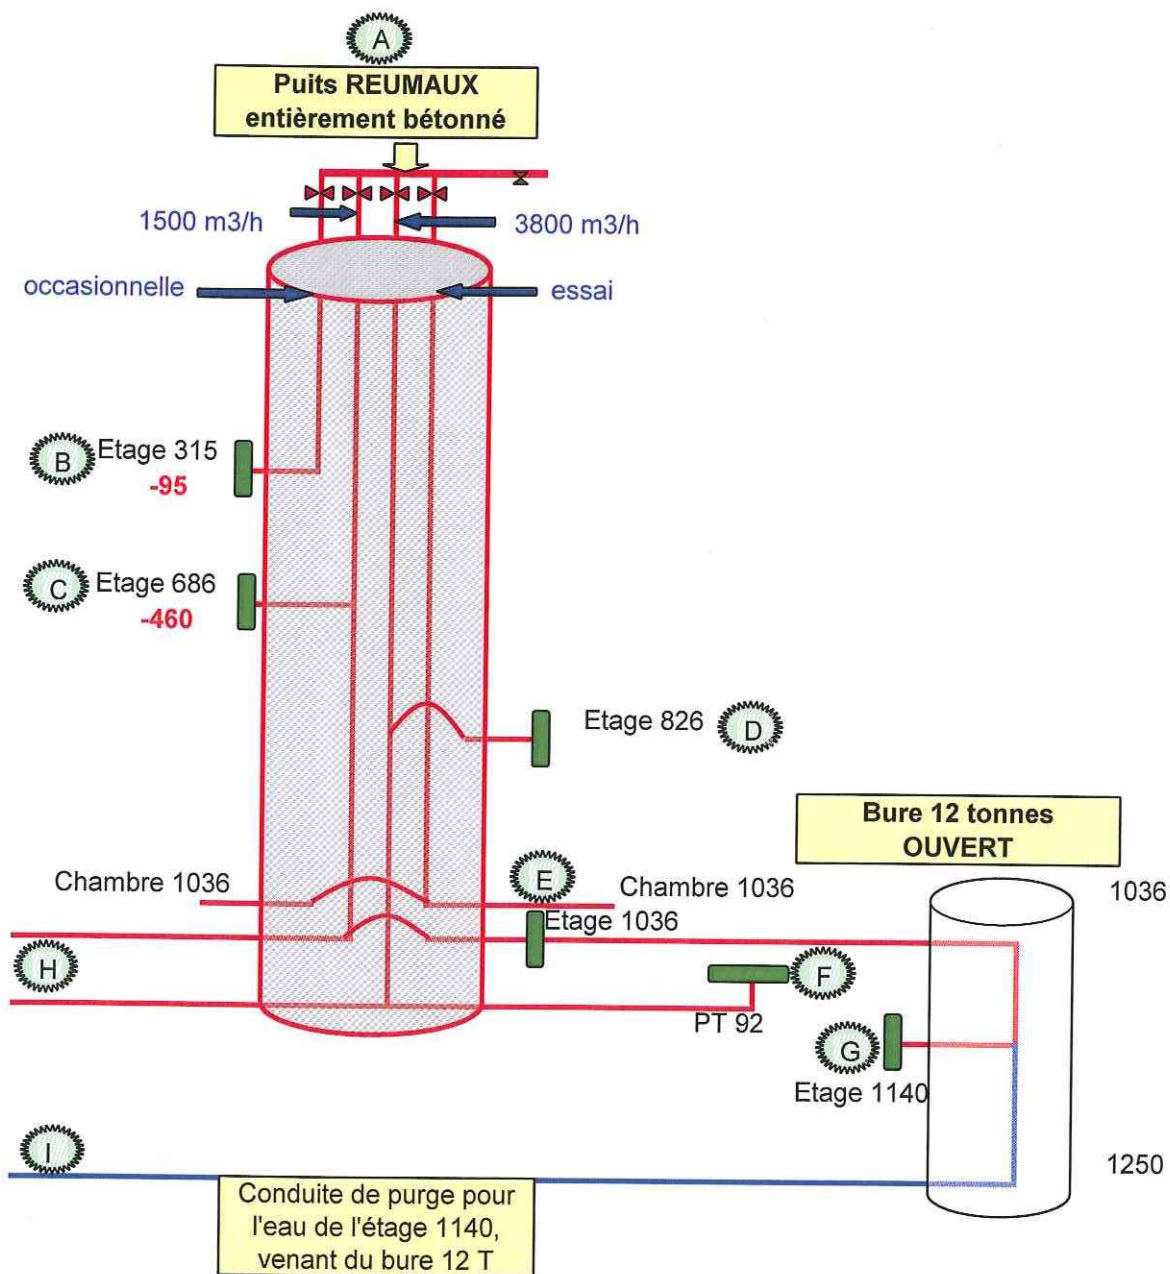 A
Puits REUMAUX
entièrement bétonné
1500 m3/h
3800 m3/h
occasionnelle
essai
B
Etage 315
-95
C
Etage 686
-460
Etage 826
D
Bure 12 tonnes
OUVERT
Chambre 1036
E
Chambre 1036
1036
Etage 1036
H
F
PT 92
G
Etage 1140
I
1250
Conduite de purge pour
l'eau de l'étage 1140,
venant du bure 12 T